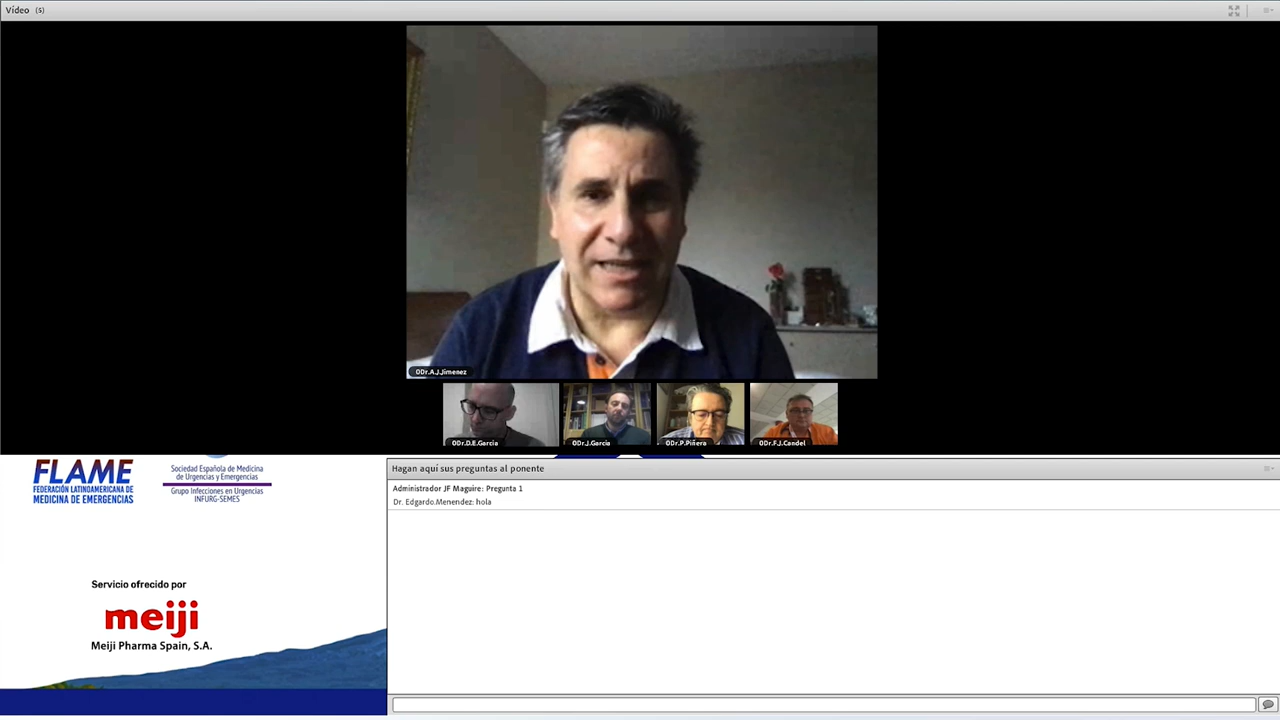 Vídeo (5)
ODr.A.J.Jimenez
ODr.D.E.Garcia
ODr.J.Garcia
ODr.P.Piñera
ODr.F.J.Candel
FLAME
FEDERACIÓN LATINOAMERICANA DE
MEDICINA DE EMERGENCIAS
Sociedad Española de Medicina
de Urgencias y Emergencias
Grupo Infecciones en Urgencias
INFURG-SEMES
Servicio ofrecido por
meiji
Meiji Pharma Spain, S.A.
Hagan aquí sus preguntas al ponente
Administrador JF Maguire: Pregunta 1
Dr. Edgardo.Menendez: hola